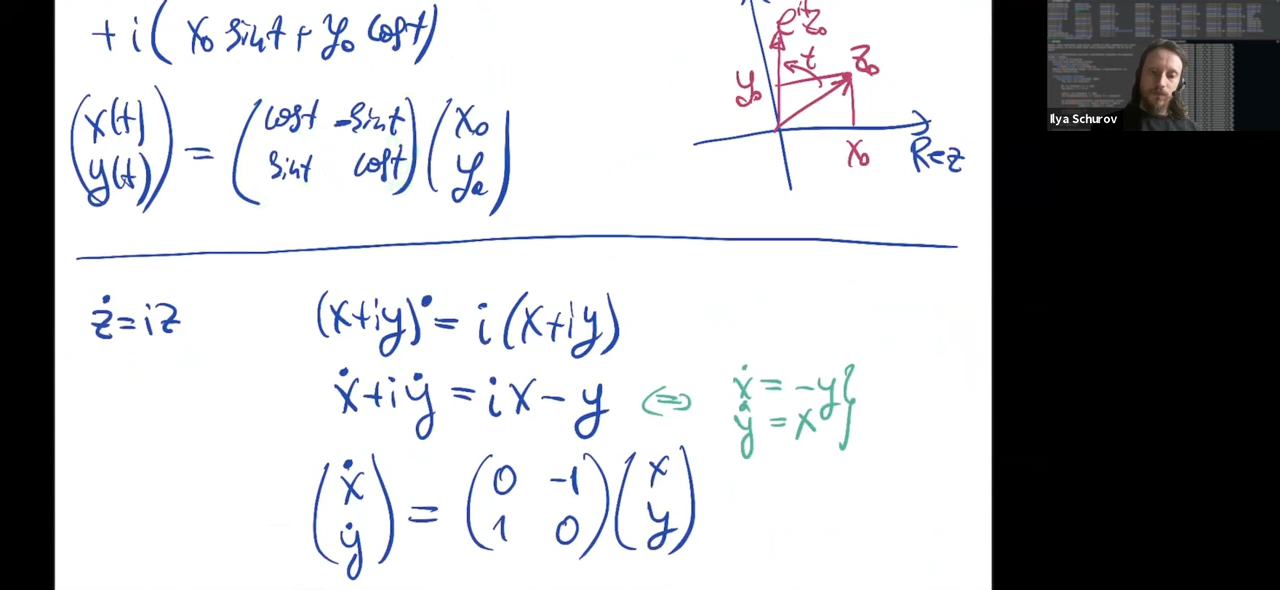 + i ( x₀ sin t + y₀ cos t )
e^{it} z₀
t
z₀
y₀
x₀
Re z
( x(t) ) = ( cos t  -sin t ) ( x₀ )
( y(t) )   ( sin t  cos t ) ( y₀ )
ż = iz
(x+iy)˙ = i (x+iy)
ẋ + iẏ = ix - y ⇔ ẋ = -y }
ẏ = x }
( ẋ ) = ( 0  -1 ) ( x )
( ẏ )   ( 1  0 ) ( y )
Ilya Schurov